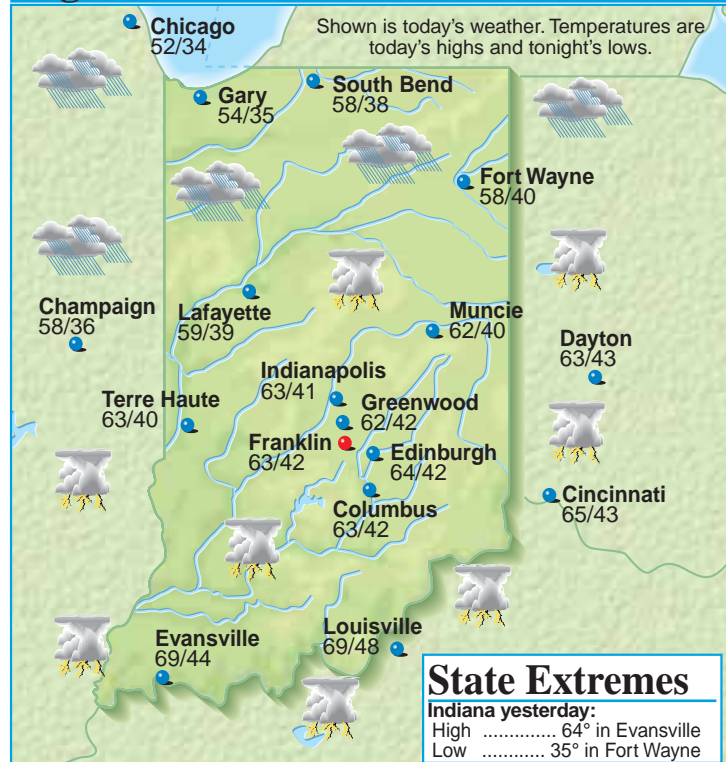 Chicago
52/34
Shown is today's weather. Temperatures are
today's highs and tonight's lows.
Gary
54/35
South Bend
58/38
Fort Wayne
58/40
Champaign
58/36
Lafayette
59/39
Muncie
62/40
Dayton
63/43
Indianapolis
63/41
Terre Haute
63/40
Greenwood
62/42
Franklin
63/42
Edinburgh
64/42
Columbus
63/42
Cincinnati
65/43
Evansville
69/44
Louisville
69/48
State Extremes
Indiana yesterday:
High ............. 64° in Evansville
Low ............ 35° in Fort Wayne